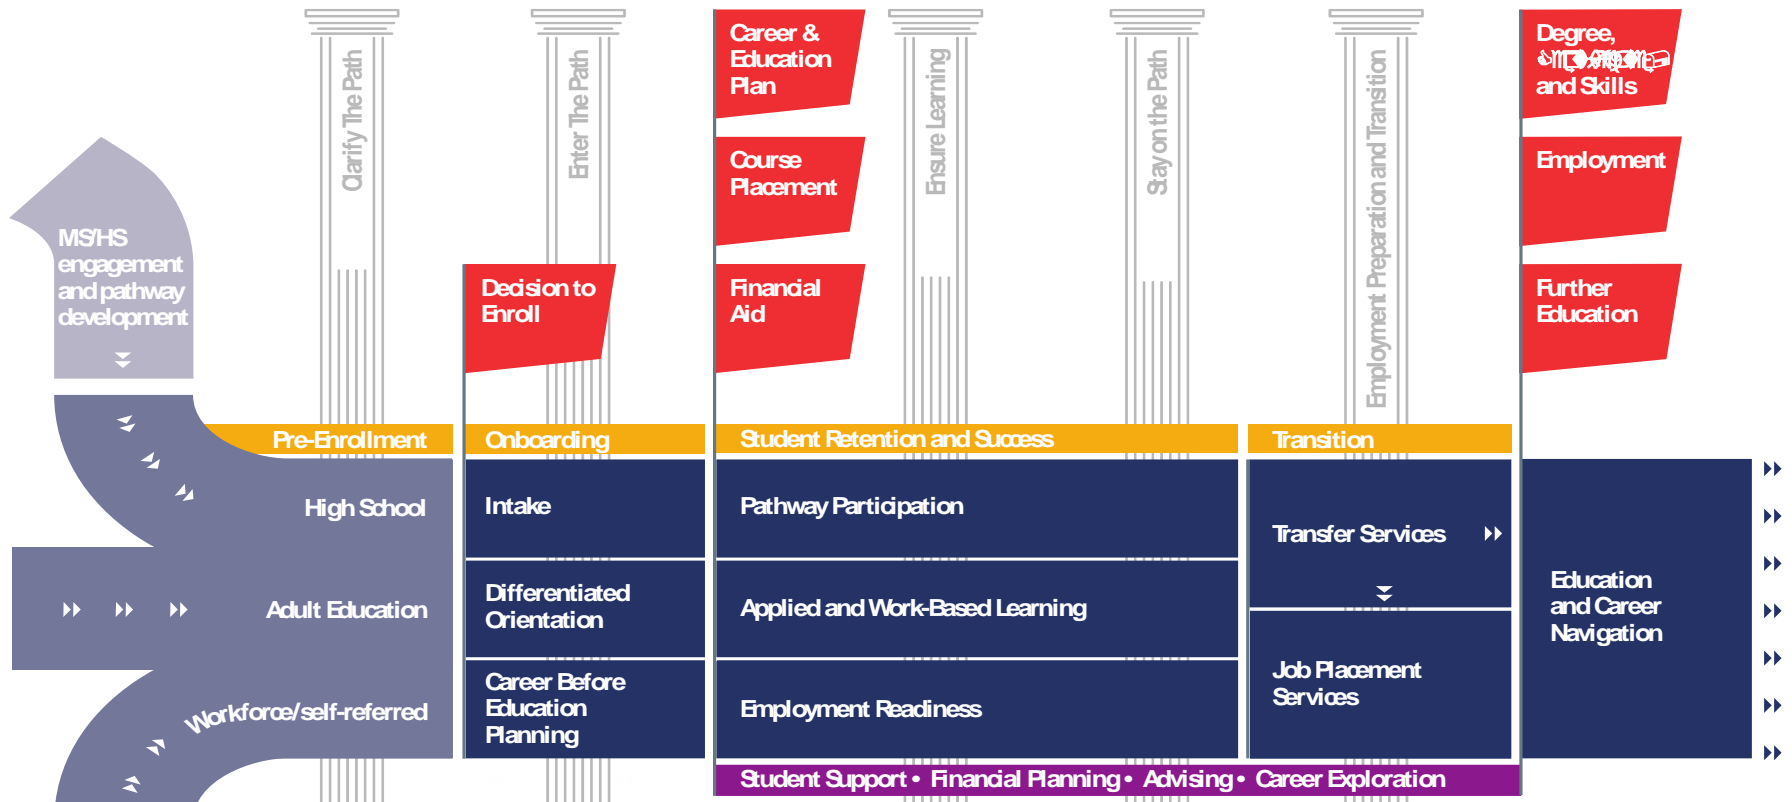 Clarify The Path
Enter The Path
Ensure Learning
Stay on the Path
Employment Preparation and Transition
Career &
Education
Plan
Course
Placement
Financial
Aid
Decision to
Enroll
Degree,
and Skills
Employment
Further
Education
MS/HS
engagement
and pathway
development
Pre-Enrollment
Onboarding
Student Retention and Success
Transition
High School
Adult Education
Workforce/self-referred
Intake
Differentiated
Orientation
Career Before
Education
Planning
Pathway Participation
Applied and Work-Based Learning
Employment Readiness
Transfer Services
Job Placement
Services
Education
and Career
Navigation
Student Support • Financial Planning • Advising • Career Exploration